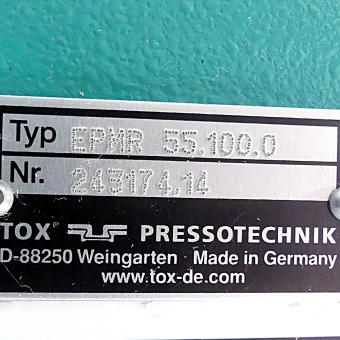 Typ EPMR 55.100.0
Nr. 243174.14
TOX® PRESSOTECHNIK
D-88250 Weingarten Made in Germany
www.tox-de.com